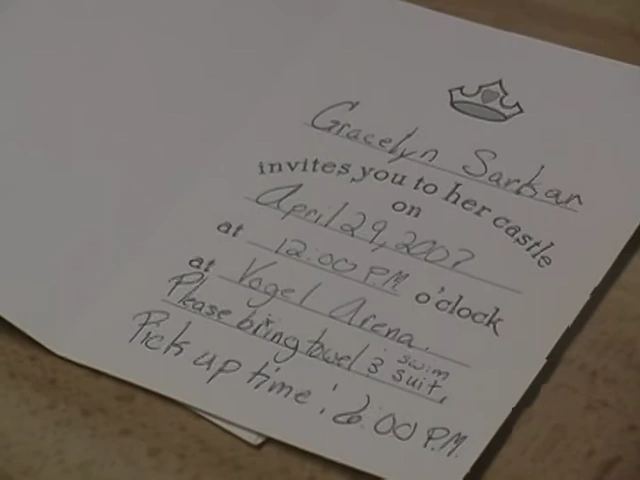 Gracelyn Sarkar
invites you to her castle
on
April 29, 2007
at 12:00 P.M. o'clock
at Vogel Arena.
Please bring towel & swim suit.
Pick up time: 6:00 P.M.